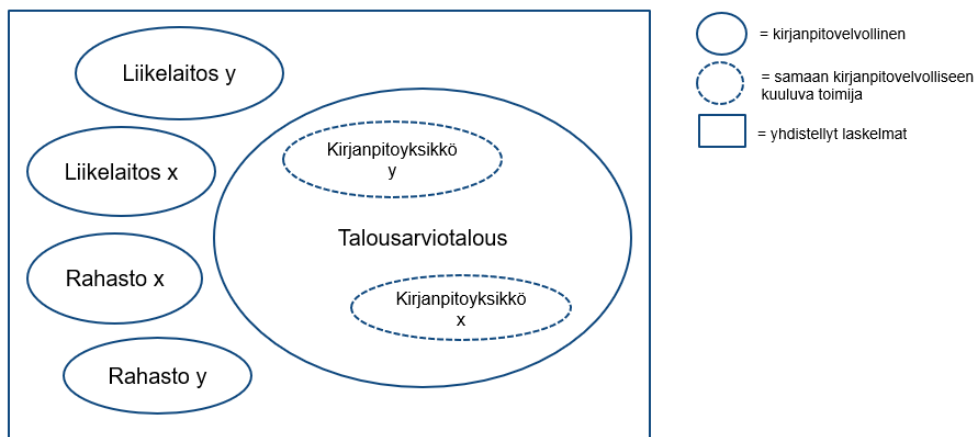 Liikelaitos y
Liikelaitos x
Rahasto x
Rahasto y
Kirjanpitoyksikkö
y
Talousarviotalous
Kirjanpitoyksikkö
x
= kirjanpitovelvollinen
= samaan kirjanpitovelvolliseen
kuuluva toimija
= yhdistellyt laskelmat